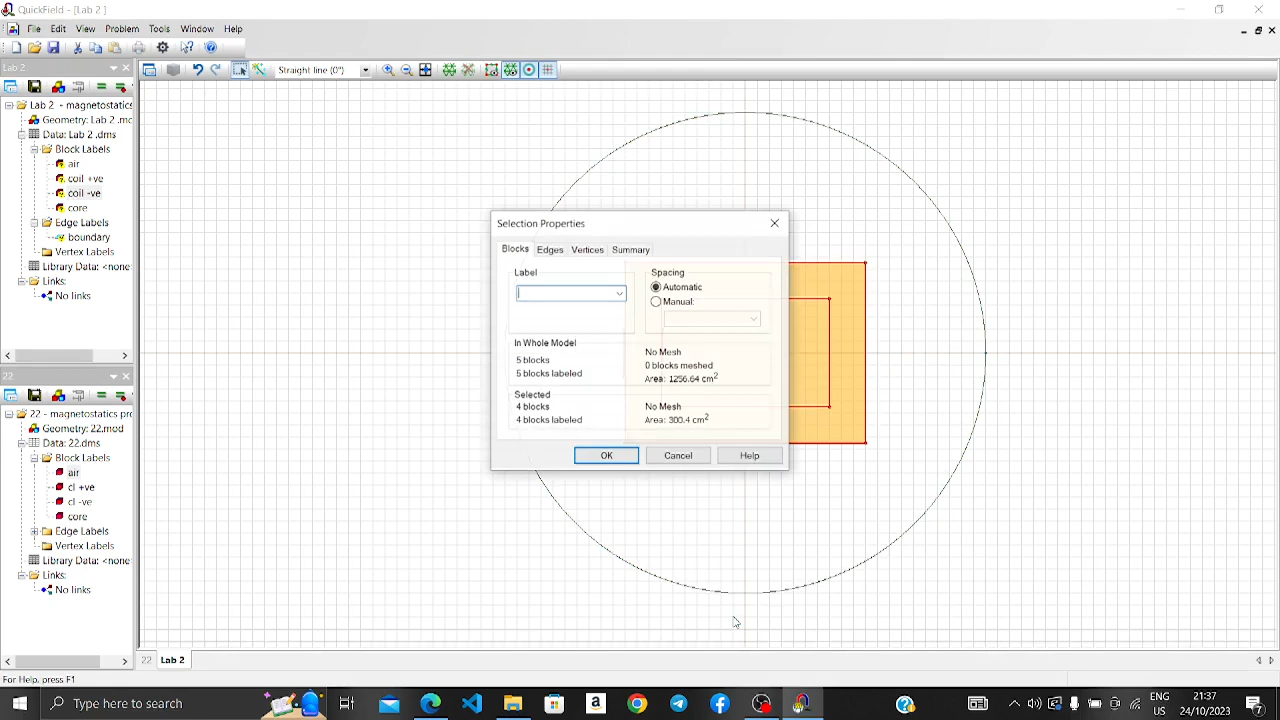 QuickField - [Lab 2 ]
File Edit View Problem Tools Window Help
Straight line (0°)
Lab 2
Lab 2 - magnetostatics
Geometry: Lab 2 .mo
Data: Lab 2 .dms
Block Labels
air
coil +ve
coil -ve
core
Edge Labels
boundary
Vertex Labels
Library Data: <none
Links:
No links
22
22 - magnetostatics pro
Geometry: 22.mod
Data: 22.dms
Block Labels
air
cl +ve
cl -ve
core
Edge Labels
Vertex Labels
Library Data: <none
Links:
No links
Selection Properties
Blocks Edges Vertices Summary
Label
Spacing
Automatic
Manual:
In Whole Model
5 blocks
5 blocks labeled
No Mesh
0 blocks meshed
Area: 1256.64 cm2
Selected
4 blocks
4 blocks labeled
No Mesh
Area: 300.4 cm2
OK Cancel Help
22 Lab 2
For Help, press F1
Type here to search
ENG
US
21:37
24/10/2023